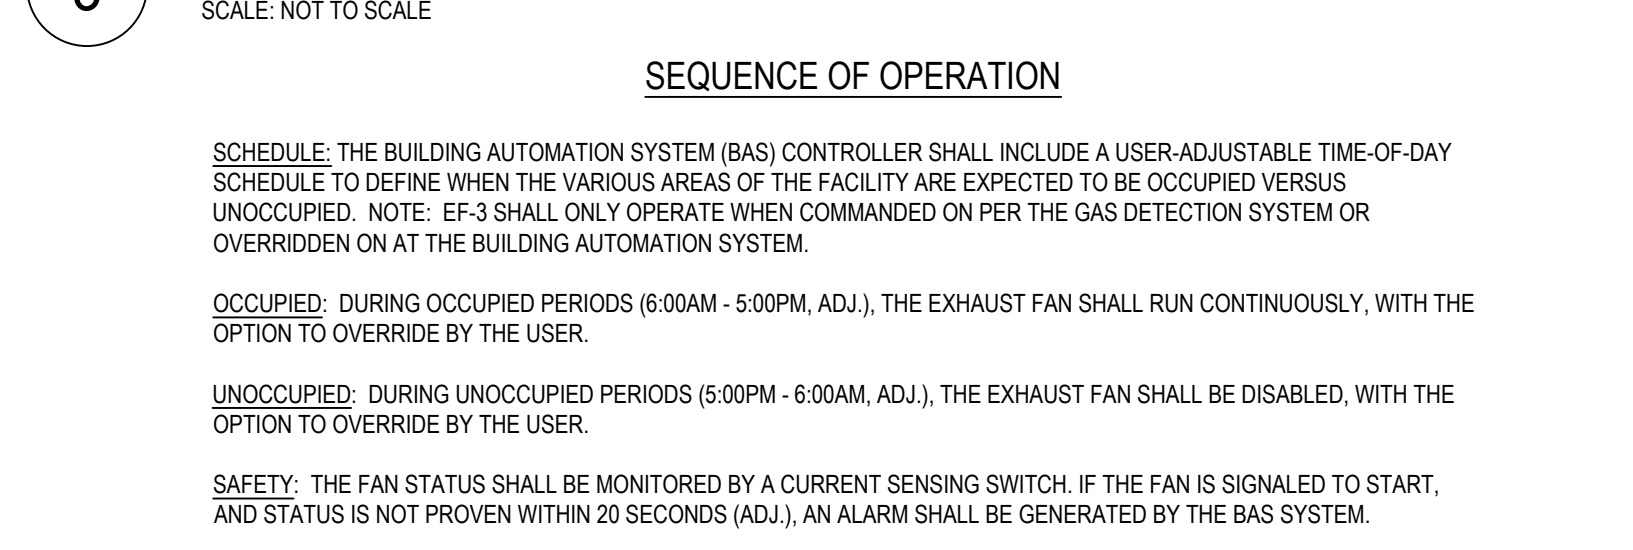 SCALE: NOT TO SCALE
SEQUENCE OF OPERATION
SCHEDULE: THE BUILDING AUTOMATION SYSTEM (BAS) CONTROLLER SHALL INCLUDE A USER-ADJUSTABLE TIME-OF-DAY
SCHEDULE TO DEFINE WHEN THE VARIOUS AREAS OF THE FACILITY ARE EXPECTED TO BE OCCUPIED VERSUS
UNOCCUPIED.  NOTE:  EF-3 SHALL ONLY OPERATE WHEN COMMANDED ON PER THE GAS DETECTION SYSTEM OR
OVERRIDDEN ON AT THE BUILDING AUTOMATION SYSTEM.
OCCUPIED:  DURING OCCUPIED PERIODS (6:00AM - 5:00PM, ADJ.), THE EXHAUST FAN SHALL RUN CONTINUOUSLY, WITH THE
OPTION TO OVERRIDE BY THE USER.
UNOCCUPIED:  DURING UNOCCUPIED PERIODS (5:00PM - 6:00AM, ADJ.), THE EXHAUST FAN SHALL BE DISABLED, WITH THE
OPTION TO OVERRIDE BY THE USER.
SAFETY:  THE FAN STATUS SHALL BE MONITORED BY A CURRENT SENSING SWITCH. IF THE FAN IS SIGNALED TO START,
AND STATUS IS NOT PROVEN WITHIN 20 SECONDS (ADJ.), AN ALARM SHALL BE GENERATED BY THE BAS SYSTEM.